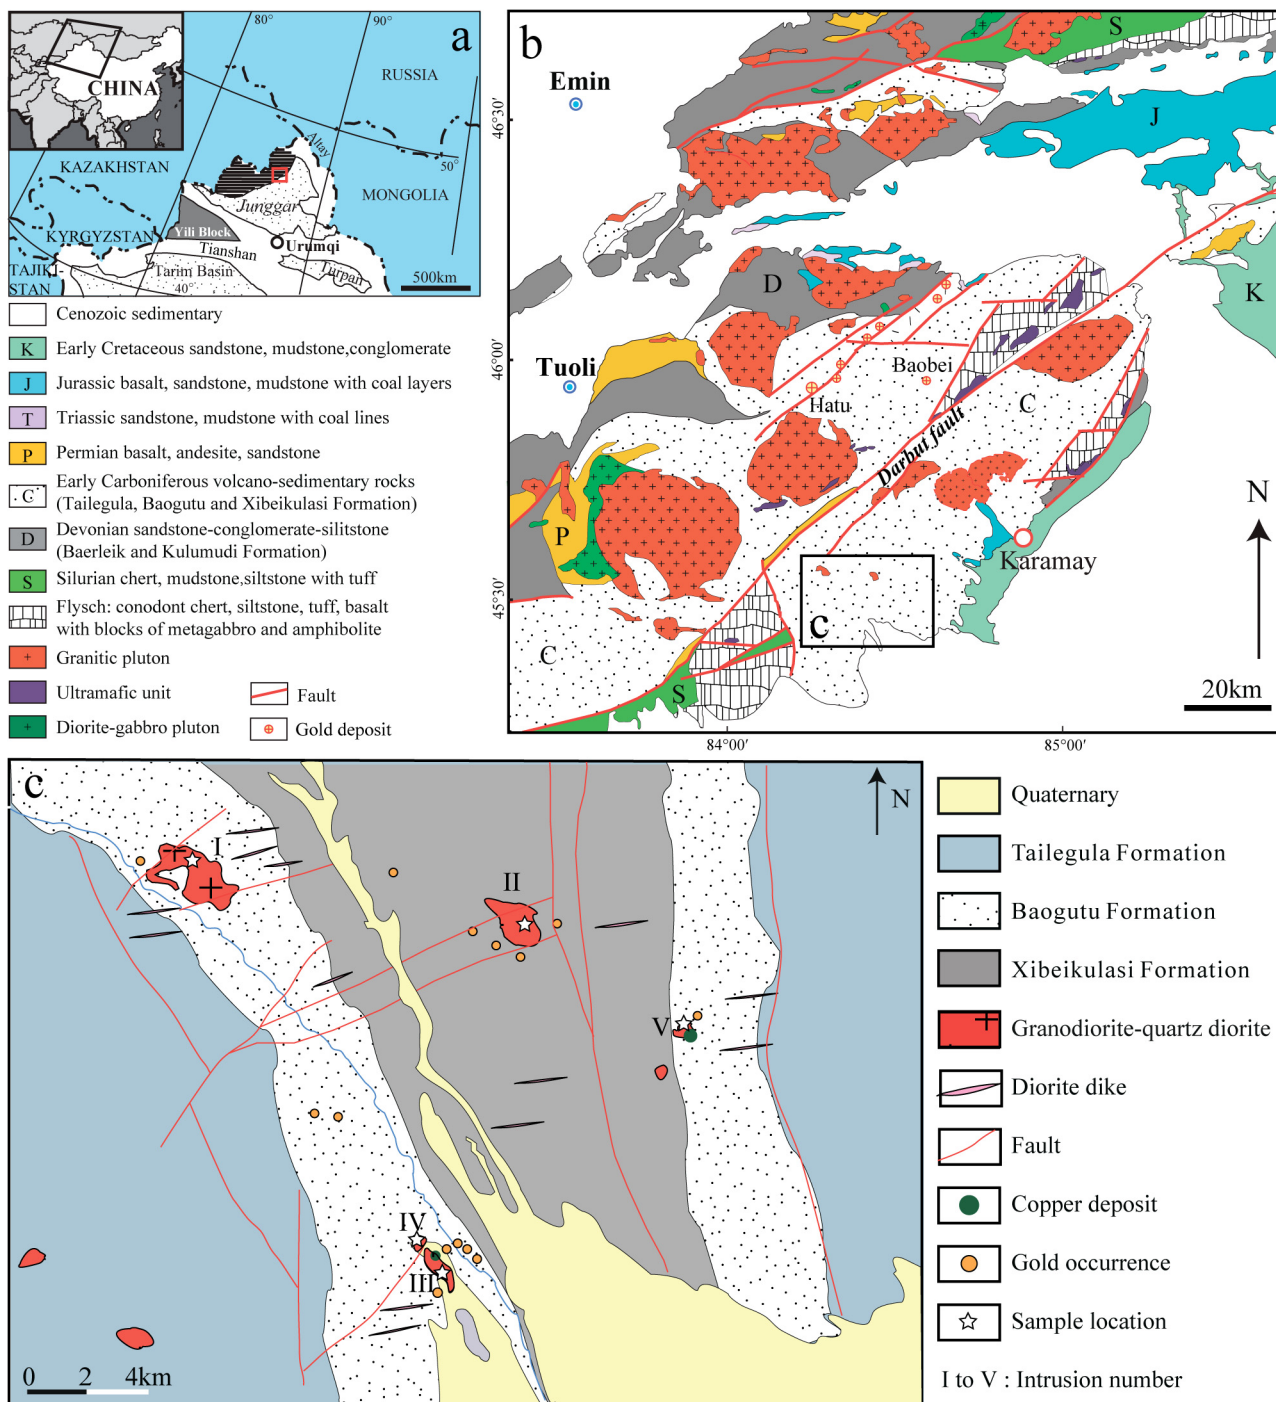 a
80°
90°
RUSSIA
CHINA
KAZAKHSTAN
Altay
50°
MONGOLIA
Junggar
KYRGYZSTAN
Yili Block
Urumqi
Tianshan
TAJIKI-
STAN
Tarim Basin
40°
Turpan
500km
Cenozoic sedimentary
K Early Cretaceous sandstone, mudstone,conglomerate
J Jurassic basalt, sandstone, mudstone with coal layers
T Triassic sandstone, mudstone with coal lines
P Permian basalt, andesite, sandstone
C Early Carboniferous volcano-sedimentary rocks
(Tailegula, Baogutu and Xibeikulasi Formation)
D Devonian sandstone-conglomerate-silitstone
(Baerleik and Kulumudi Formation)
S Silurian chert, mudstone,siltstone with tuff
Flysch: conodont chert, siltstone, tuff, basalt
with blocks of metagabbro and amphibolite
Granitic pluton
Ultramafic unit
Fault
Diorite-gabbro pluton
Gold deposit
b
S
Emin
46°30'
J
K
D
46°00'
Tuoli
Baobei
Hatu
C
Darbut fault
N
P
Karamay
45°30'
c
C
S
20km
84°00'
85°00'
c
N
I
II
V
IV
III
0 2 4km
Quaternary
Tailegula Formation
Baogutu Formation
Xibeikulasi Formation
Granodiorite-quartz diorite
Diorite dike
Fault
Copper deposit
Gold occurrence
Sample location
I to V : Intrusion number